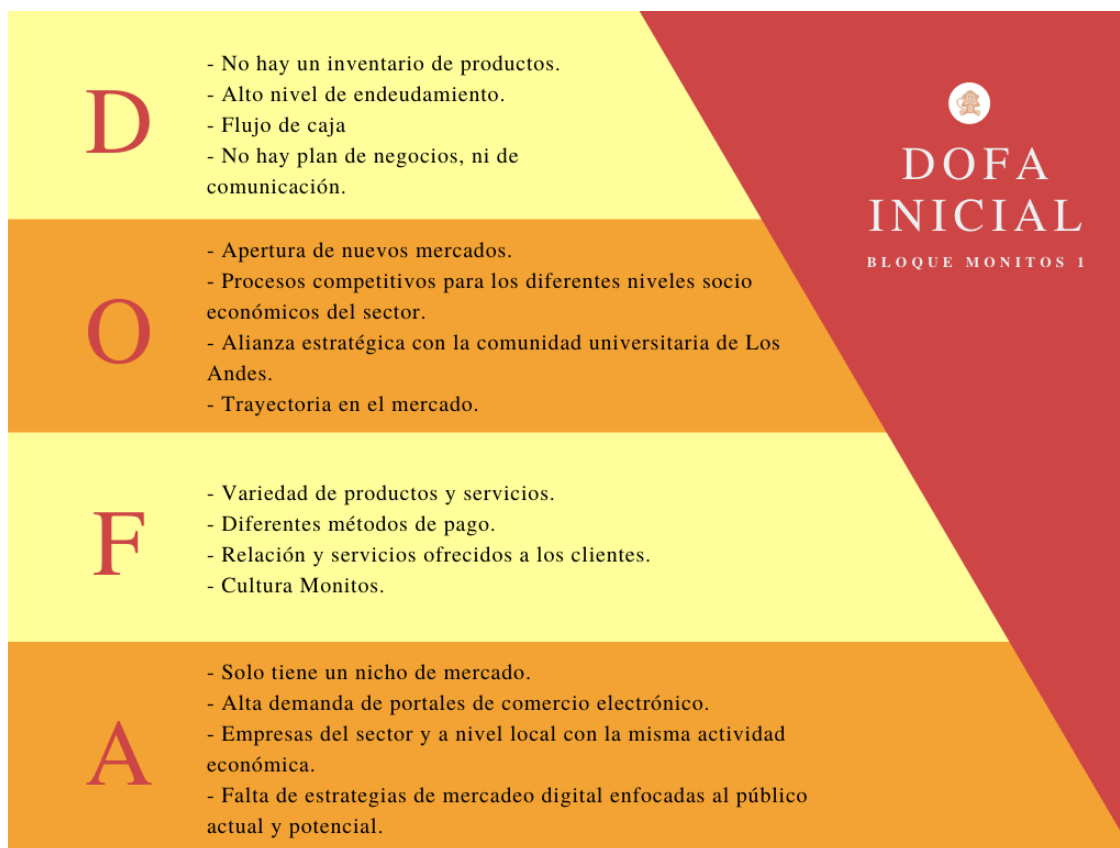 D
- No hay un inventario de productos.
- Alto nivel de endeudamiento.
- Flujo de caja
- No hay plan de negocios, ni de
comunicación.
O
- Apertura de nuevos mercados.
- Procesos competitivos para los diferentes niveles socio
económicos del sector.
- Alianza estratégica con la comunidad universitaria de Los
Andes.
- Trayectoria en el mercado.
F
- Variedad de productos y servicios.
- Diferentes métodos de pago.
- Relación y servicios ofrecidos a los clientes.
- Cultura Monitos.
A
- Solo tiene un nicho de mercado.
- Alta demanda de portales de comercio electrónico.
- Empresas del sector y a nivel local con la misma actividad
económica.
- Falta de estrategias de mercadeo digital enfocadas al público
actual y potencial.
DOFA
INICIAL
BLOQUE MONITOS 1